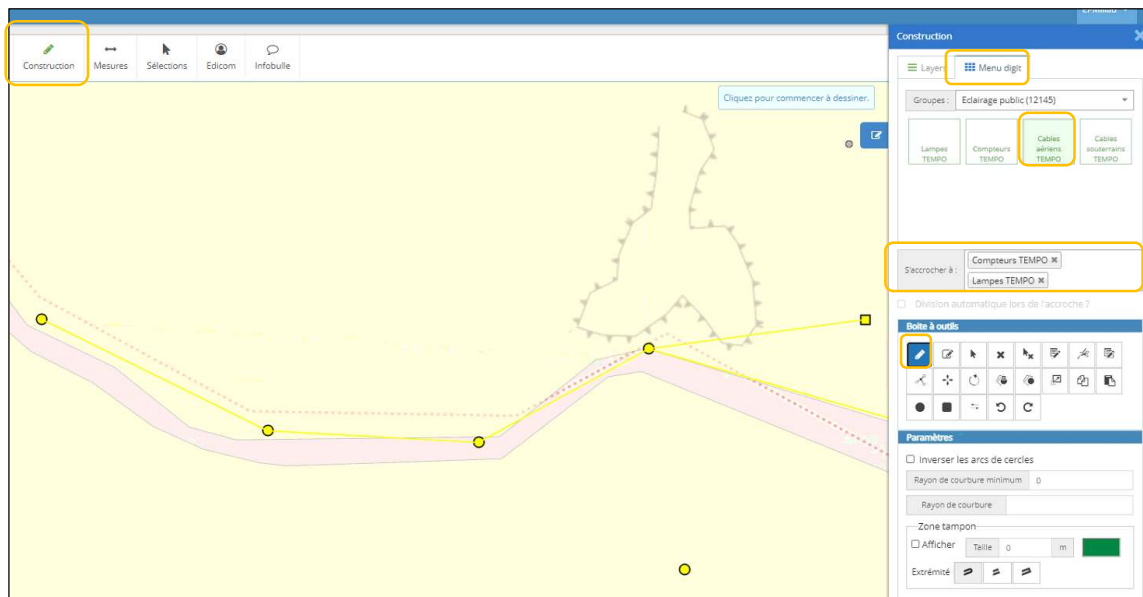 EPMillau
Construction
Mesures
Sélections
Edicom
Infobulle
Cliquez pour commencer à dessiner.
Construction
Layers
Menu digit
Groupes :
Eclairage public (12145)
Lampes
TEMPO
Compteurs
TEMPO
Cables
aériens
TEMPO
Cables
souterrains
TEMPO
S'accrocher à :
Compteurs TEMPO ×
Lampes TEMPO ×
Division automatique lors de l'accroche ?
Boite à outils
Paramètres
Inverser les arcs de cercles
Rayon de courbure minimum 0
Rayon de courbure
Zone tampon
Afficher Taille 0 m
Extrémité